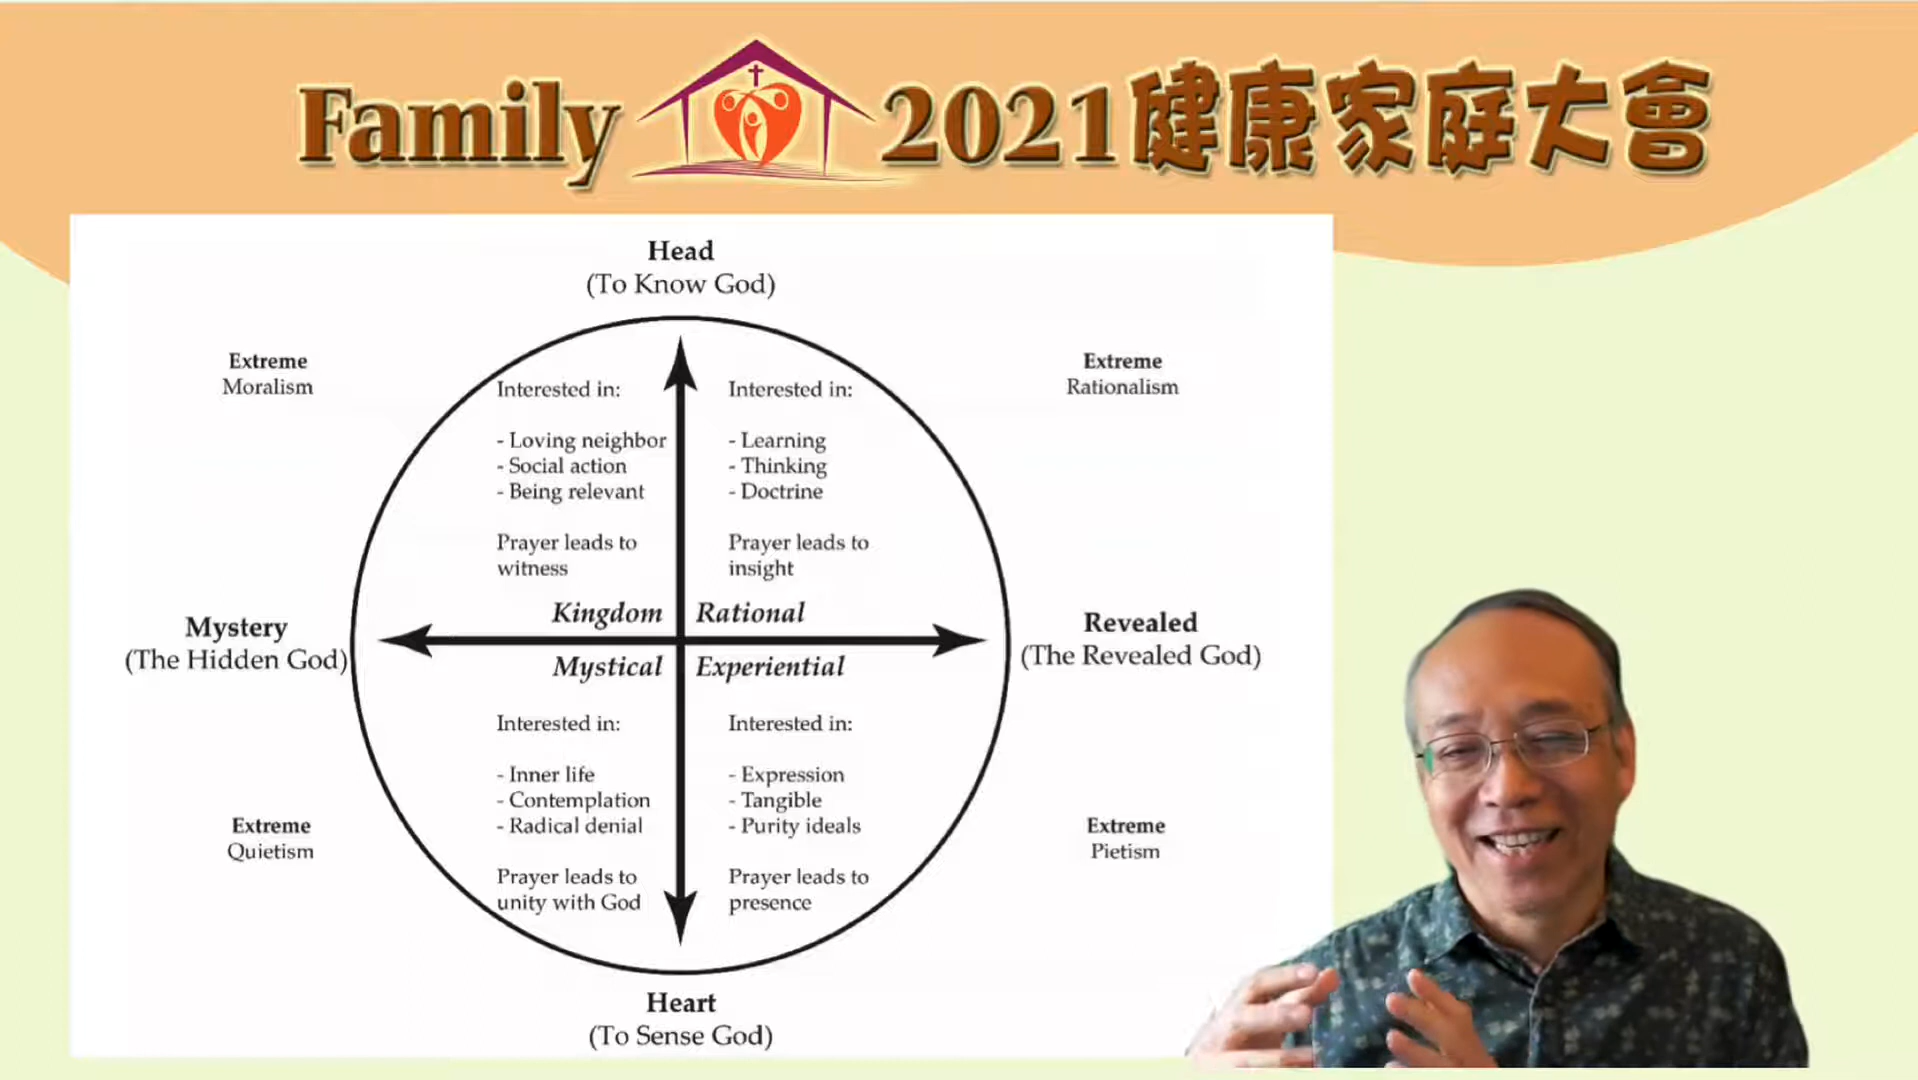 Family 2021健康家庭大會
Head
(To Know God)
Extreme
Moralism
Extreme
Rationalism
Interested in:
- Loving neighbor
- Social action
- Being relevant
Prayer leads to
witness
Kingdom
Interested in:
- Learning
- Thinking
- Doctrine
Prayer leads to
insight
Rational
Mystery
(The Hidden God)
Revealed
(The Revealed God)
Mystical
Interested in:
- Inner life
- Contemplation
- Radical denial
Prayer leads to
unity with God
Experiential
Interested in:
- Expression
- Tangible
- Purity ideals
Prayer leads to
presence
Extreme
Quietism
Extreme
Pietism
Heart
(To Sense God)